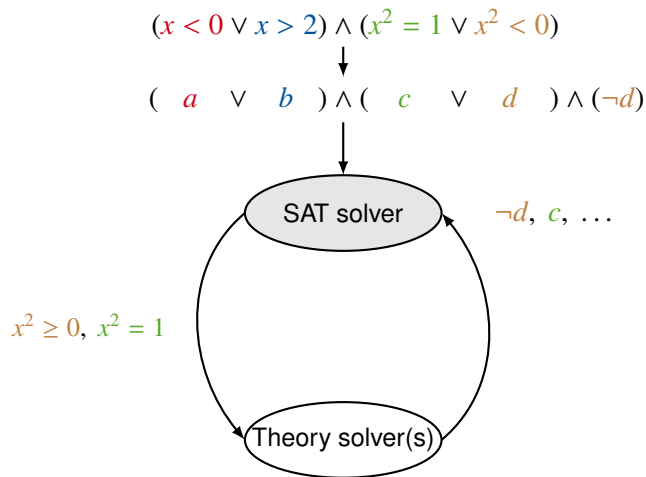 (x < 0 ∨ x > 2) ∧ (x² = 1 ∨ x² < 0)
( a ∨ b ) ∧ ( c ∨ d ) ∧ (¬d)
SAT solver
¬d, c, …
x² ≥ 0, x² = 1
Theory solver(s)